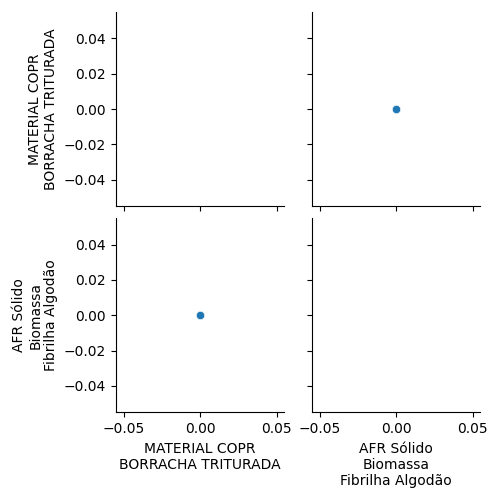 MATERIAL COPR
BORRACHA TRITURADA
0.04
0.02
0.00
−0.02
−0.04
AFR Sólido
Biomassa
Fibrilha Algodão
0.04
0.02
0.00
−0.02
−0.04
−0.05 0.00 0.05
MATERIAL COPR
BORRACHA TRITURADA
−0.05 0.00 0.05
AFR Sólido
Biomassa
Fibrilha Algodão